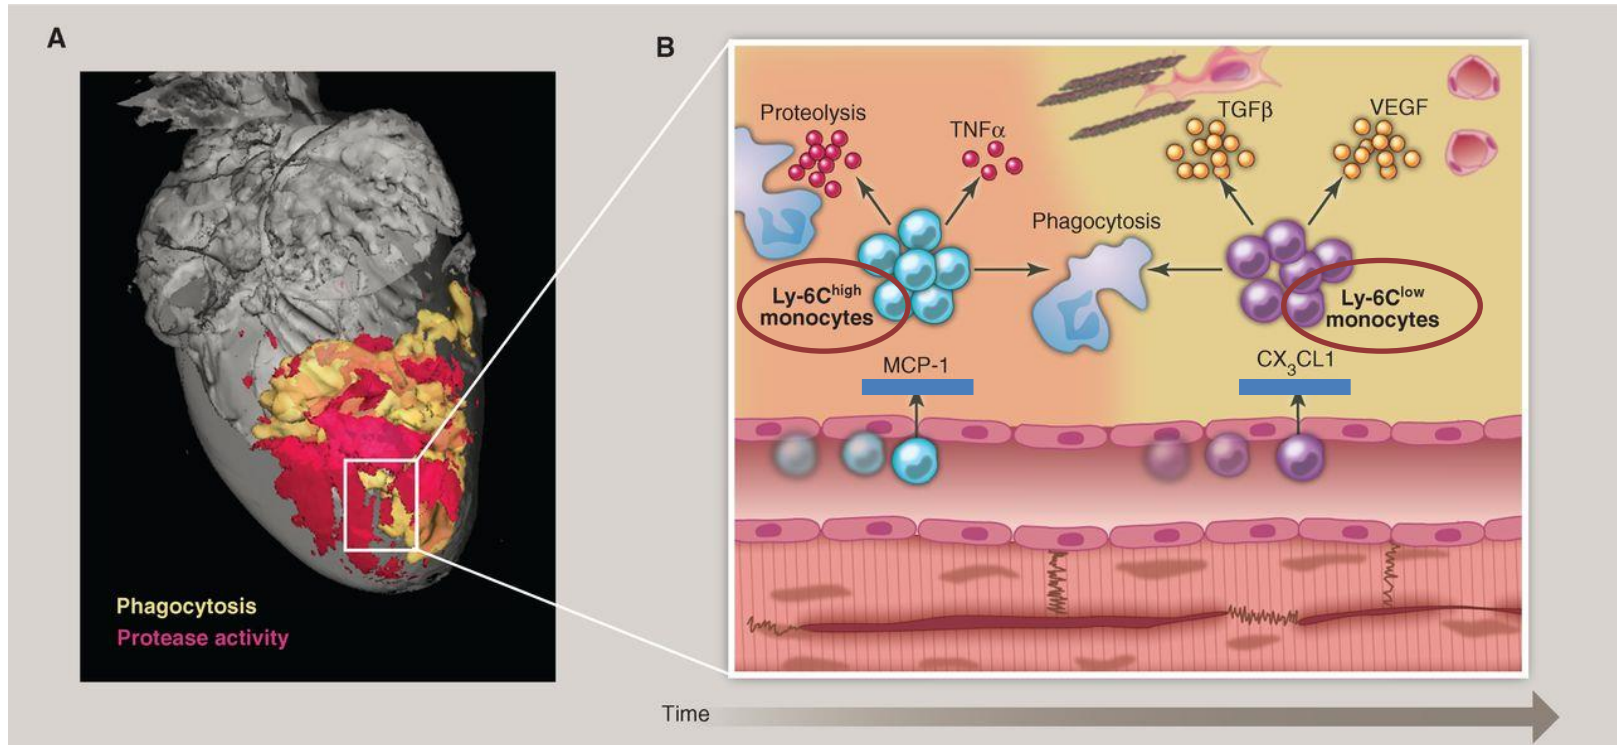 A
B
Proteolysis
TNFα
TGFβ
VEGF
Phagocytosis
Ly-6Chigh
monocytes
Ly-6Clow
monocytes
MCP-1
CX3CL1
Phagocytosis
Protease activity
Time